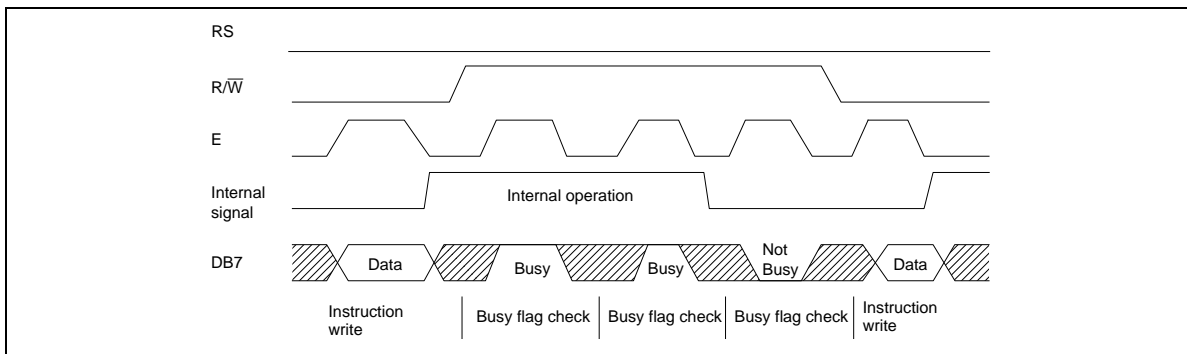 RS
R/W̅
E
Internal
signal
Internal operation
DB7
Data
Busy
Busy
Not
Busy
Data
Instruction
write
Busy flag check
Busy flag check
Busy flag check
Instruction
write